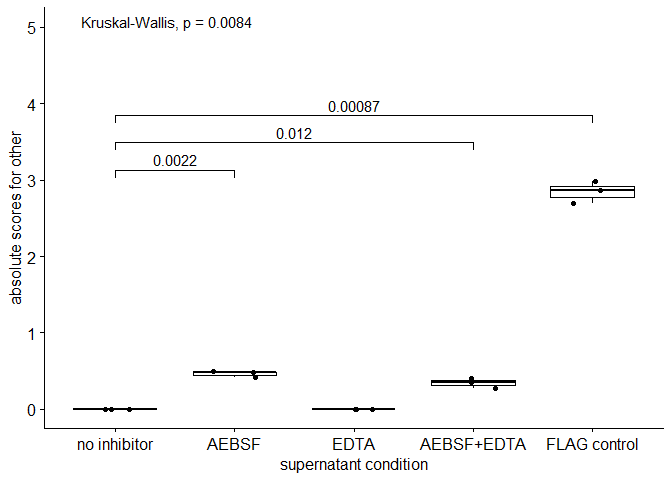 Kruskal-Wallis, p = 0.0084
5
4
3
2
1
0
absolute scores for other
0.00087
0.012
0.0022
no inhibitor
AEBSF
EDTA
AEBSF+EDTA
FLAG control
supernatant condition